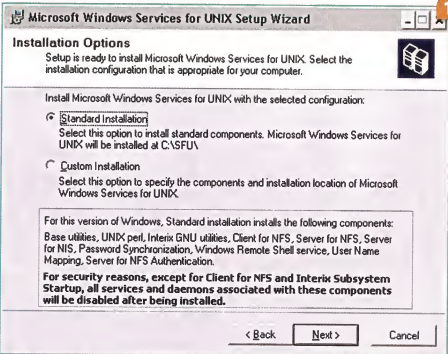 Microsoft Windows Services for UNIX Setup Wizard
Installation Options
Setup is ready to install Microsoft Windows Services for UNIX. Select the
installation configuration that is appropriate for your computer.
Install Microsoft Windows Services for UNIX with the selected configuration:
Standard Installation
Select this option to install standard components. Microsoft Windows Services for
UNIX will be installed at C:\SFU\
Custom Installation
Select this option to specify the components and installation location of Microsoft
Windows Services for UNIX.
For this version of Windows, Standard installation installs the following components:
Base utilities, UNIX perl, Interix GNU utilities, Client for NFS, Server for NFS, Server
for NIS, Password Synchronization, Windows Remote Shell service, User Name
Mapping, Server for NFS Authentication.
For security reasons, except for Client for NFS and Interix Subsystem
Startup, all services and daemons associated with these components
will be disabled after being installed.
< Back Next > Cancel